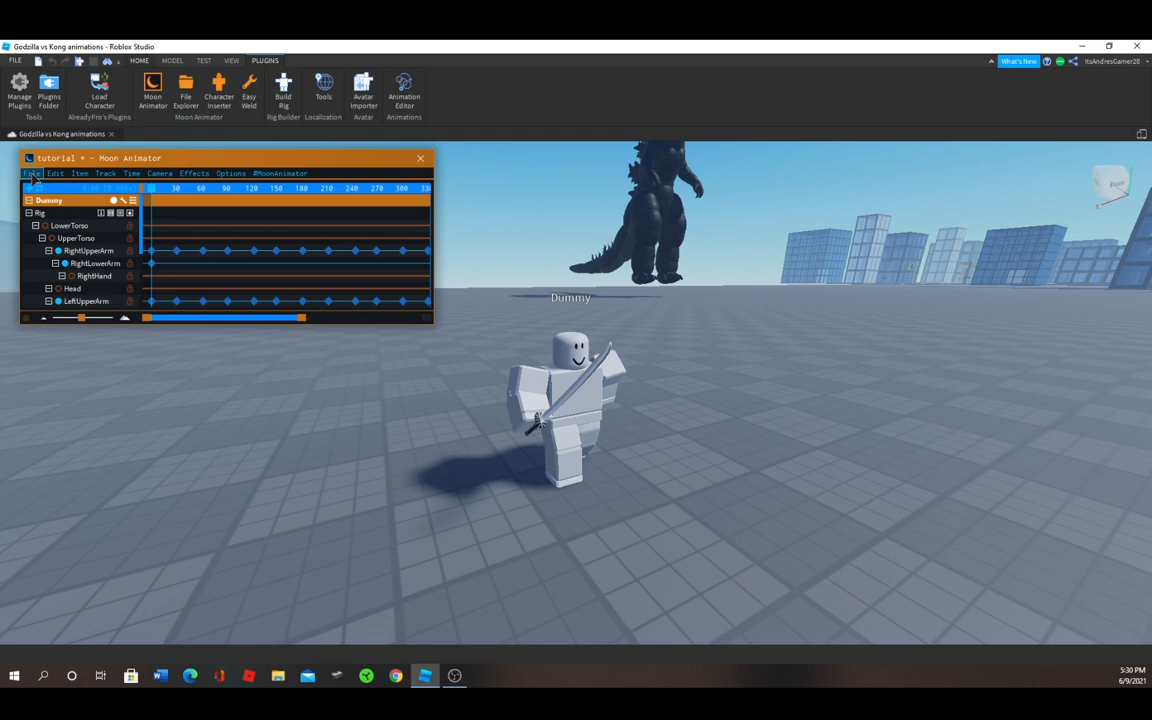 Godzilla vs Kong animations - Roblox Studio
FILE HOME MODEL TEST VIEW PLUGINS What's New ItsAndresGamer28
Manage Plugins
Plugins Folder
Load Character
Moon Animator
File Explorer
Character Inserter
Easy Weld
Build Rig
Tools
Avatar Importer
Animation Editor
Tools AlreadyPro's Plugins Moon Animator Rig Builder Localization Avatar Animations
Godzilla vs Kong animations
tutorial * - Moon Animator
File Edit Item Track Time Camera Effects Options #MoonAnimator
30 60 90 120 150 180 210 240 270 300 330
Dummy
Rig
LowerTorso
UpperTorso
RightUpperArm
RightLowerArm
RightHand
Head
LeftUpperArm
Dummy
Front
5:30 PM
6/9/2021